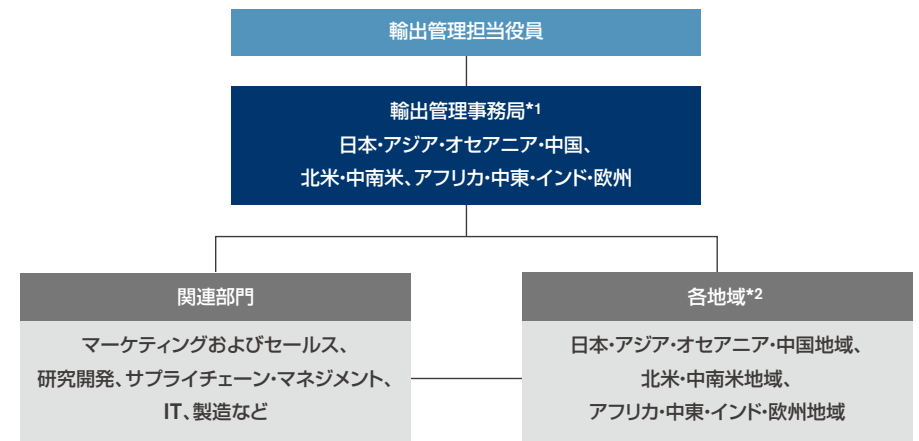 輸出管理担当役員
輸出管理事務局*1
日本・アジア・オセアニア・中国、
北米・中南米、アフリカ・中東・インド・欧州
関連部門
マーケティングおよびセールス、
研究開発、サプライチェーン・マネジメント、
IT、製造など
各地域*2
日本・アジア・オセアニア・中国地域、
北米・中南米地域、
アフリカ・中東・インド・欧州地域